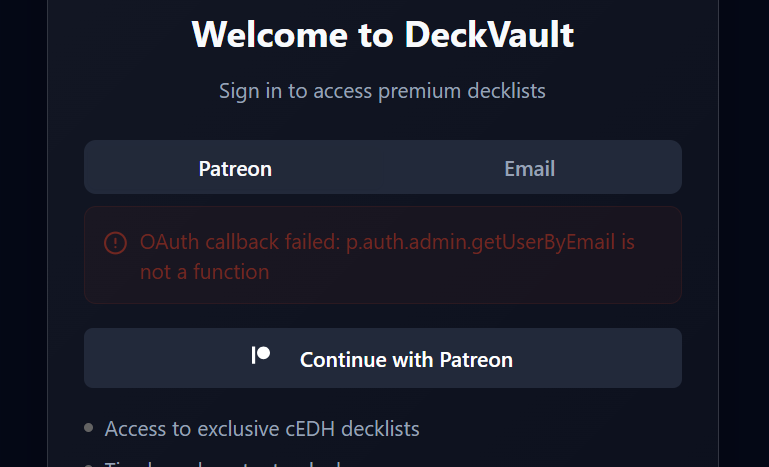 Welcome to DeckVault
Sign in to access premium decklists
Patreon
Email
OAuth callback failed: p.auth.admin.getUserByEmail is
not a function
Continue with Patreon
Access to exclusive cEDH decklists